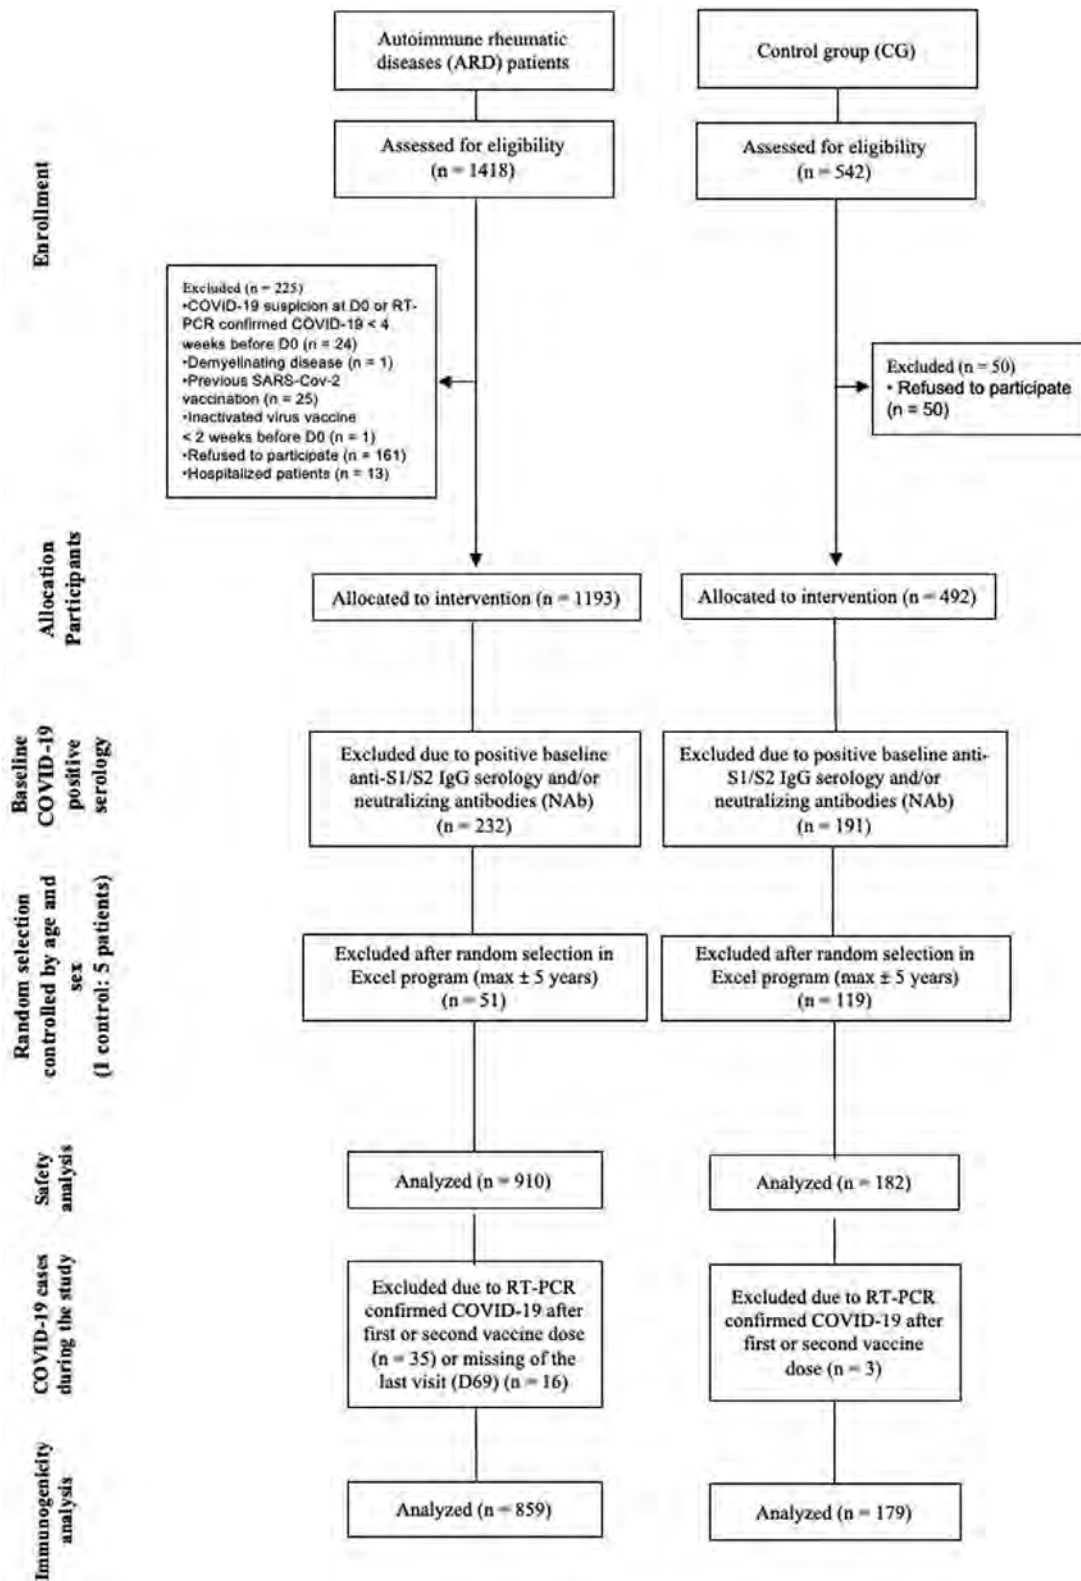 Autoimmune rheumatic
diseases (ARD) patients
Control group (CG)
Enrollment
Assessed for eligibility
(n = 1418)
Assessed for eligibility
(n = 542)
Excluded (n = 225)
•COVID-19 suspicion at D0 or RT-
PCR confirmed COVID-19 < 4
weeks before D0 (n = 24)
•Demyelinating disease (n = 1)
•Previous SARS-Cov-2
vaccination (n = 25)
•Inactivated virus vaccine
< 2 weeks before D0 (n = 1)
•Refused to participate (n = 161)
•Hospitalized patients (n = 13)
Excluded (n = 50)
• Refused to participate
(n = 50)
Allocation
Participants
Allocated to intervention (n = 1193)
Allocated to intervention (n = 492)
Baseline
COVID-19
positive
serology
Excluded due to positive baseline
anti-S1/S2 IgG serology and/or
neutralizing antibodies (NAb)
(n = 232)
Excluded due to positive baseline anti-
S1/S2 IgG serology and/or
neutralizing antibodies (NAb)
(n = 191)
Random selection
controlled by age and
sex
(1 control: 5 patients)
Excluded after random selection in
Excel program (max ± 5 years)
(n = 51)
Excluded after random selection in
Excel program (max ± 5 years)
(n = 119)
Safety
analysis
Analyzed (n = 910)
Analyzed (n = 182)
COVID-19 cases
during the study
Excluded due to RT-PCR
confirmed COVID-19 after
first or second vaccine dose
(n = 35) or missing of the
last visit (D69) (n = 16)
Excluded due to RT-PCR
confirmed COVID-19 after
first or second vaccine
dose (n = 3)
Immunogenicity
analysis
Analyzed (n = 859)
Analyzed (n = 179)